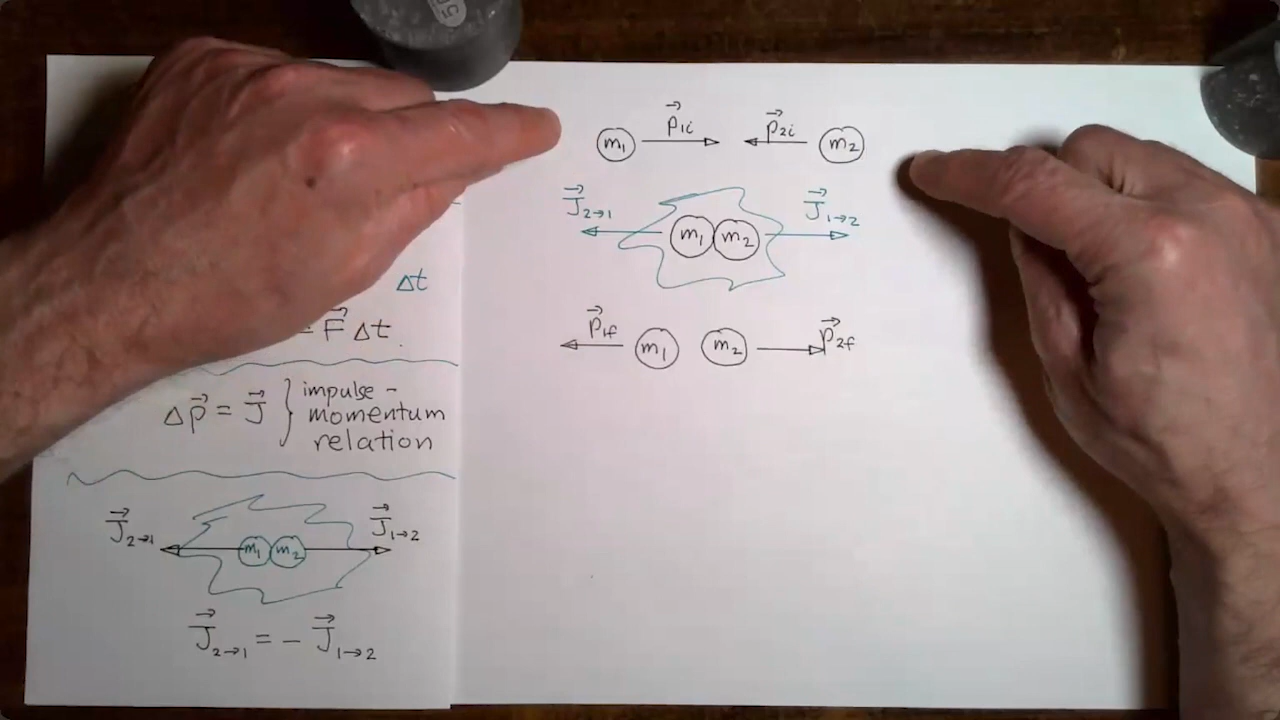 Δt
= F⃗ Δt.
Δp⃗ = J⃗ } impulse-
momentum
relation
J⃗₂→₁ J⃗₁→₂
m₁ m₂
J⃗₂→₁ = - J⃗₁→₂
m₁ p⃗₁ᵢ p⃗₂ᵢ m₂
J⃗₂→₁ m₁ m₂ J⃗₁→₂
p⃗₁f m₁ m₂ p⃗₂f